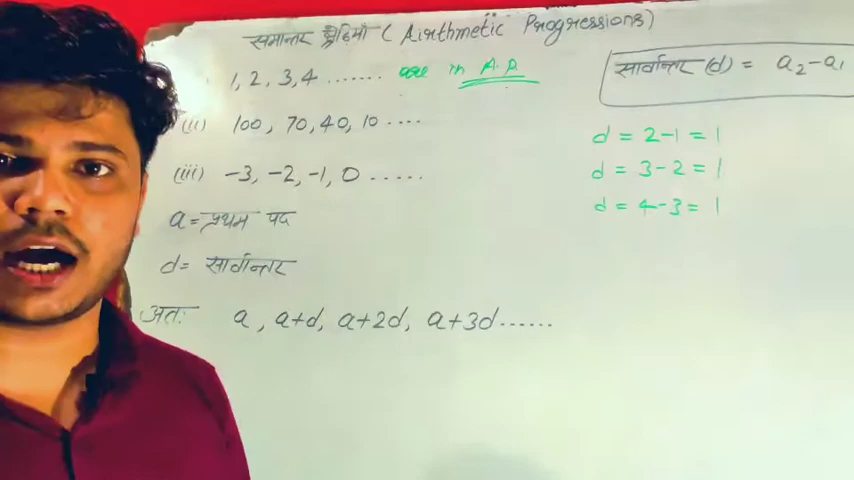 समान्तर श्रेढ़ियाँ ( Airthmetic Progressions)
1, 2, 3, 4 ....... are in A.P.
सार्वान्तर (d) = a₂-a₁
(ii) 100, 70, 40, 10 ....
d = 2-1 = 1
(iii) -3, -2, -1, 0 .....
d = 3-2 = 1
d = 4-3 = 1
a = प्रथम पद
d = सार्वान्तर
अतः a, a+d, a+2d, a+3d......